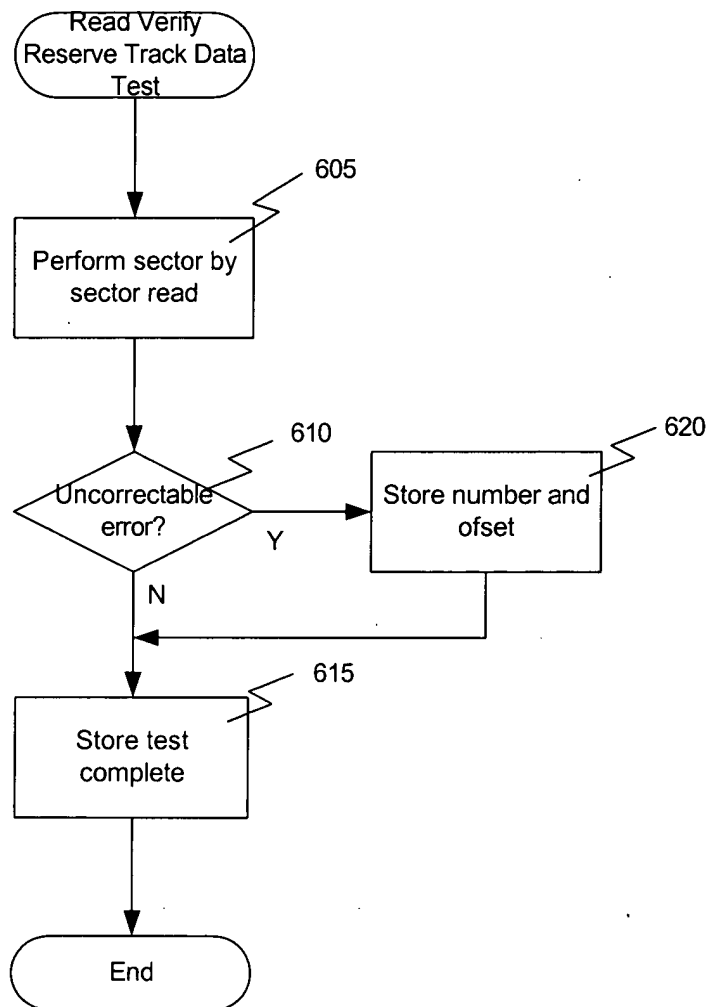 Read Verify
Reserve Track Data
Test
605
Perform sector by
sector read
610
Uncorrectable
error?
Y
620
Store number and
ofset
N
615
Store test
complete
End